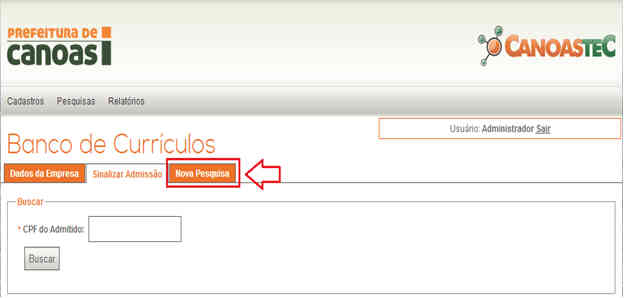 PREFEITURA DE
CANOAS
CANOASTEC
Cadastros Pesquisas Relatórios
Usuário: Administrador Sair
Banco de Currículos
Dados da Empresa Sinalizar Admissão Nova Pesquisa
Buscar
* CPF do Admitido:
Buscar